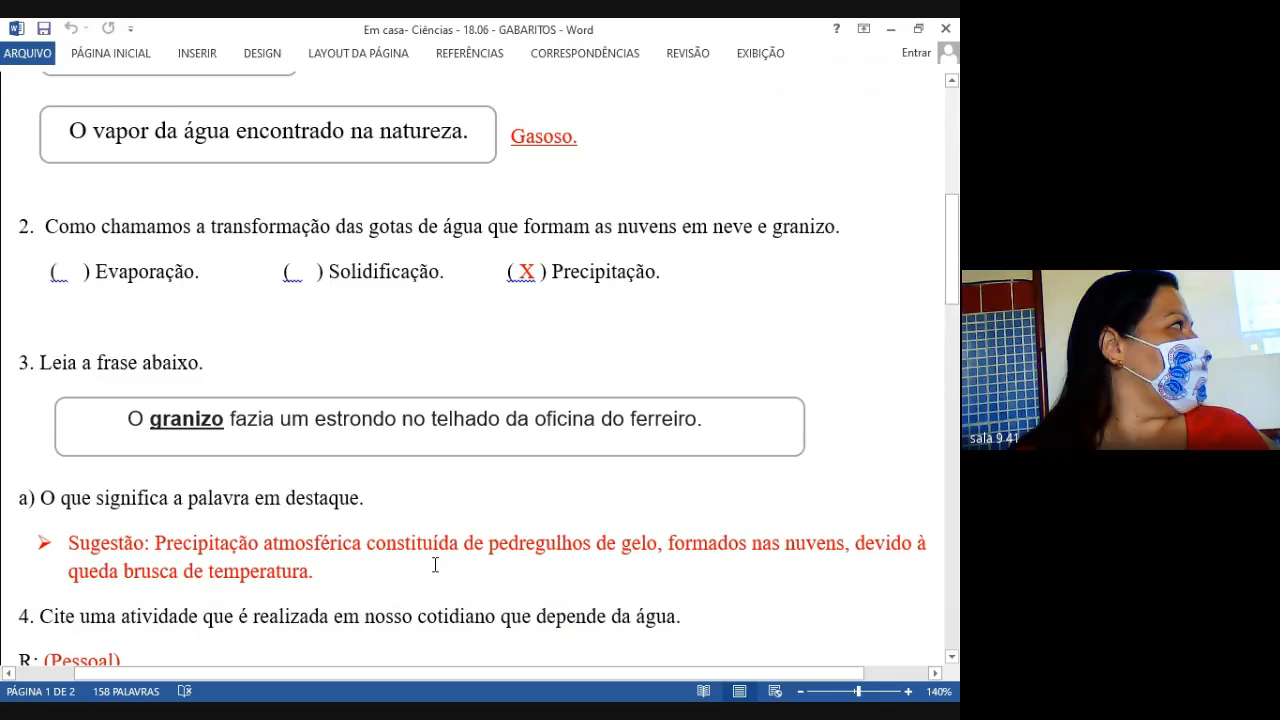 Em casa- Ciências - 18.06 - GABARITOS - Word
?
ARQUIVO PÁGINA INICIAL INSERIR DESIGN LAYOUT DA PÁGINA REFERÊNCIAS CORRESPONDÊNCIAS REVISÃO EXIBIÇÃO Entrar
O vapor da água encontrado na natureza. Gasoso.
2. Como chamamos a transformação das gotas de água que formam as nuvens em neve e granizo.
( ) Evaporação. ( ) Solidificação. ( X ) Precipitação.
3. Leia a frase abaixo.
O granizo fazia um estrondo no telhado da oficina do ferreiro.
sala 9 41
a) O que significa a palavra em destaque.
➢ Sugestão: Precipitação atmosférica constituída de pedregulhos de gelo, formados nas nuvens, devido à
queda brusca de temperatura.
4. Cite uma atividade que é realizada em nosso cotidiano que depende da água.
R: (Pessoal)
PÁGINA 1 DE 2 158 PALAVRAS 140%